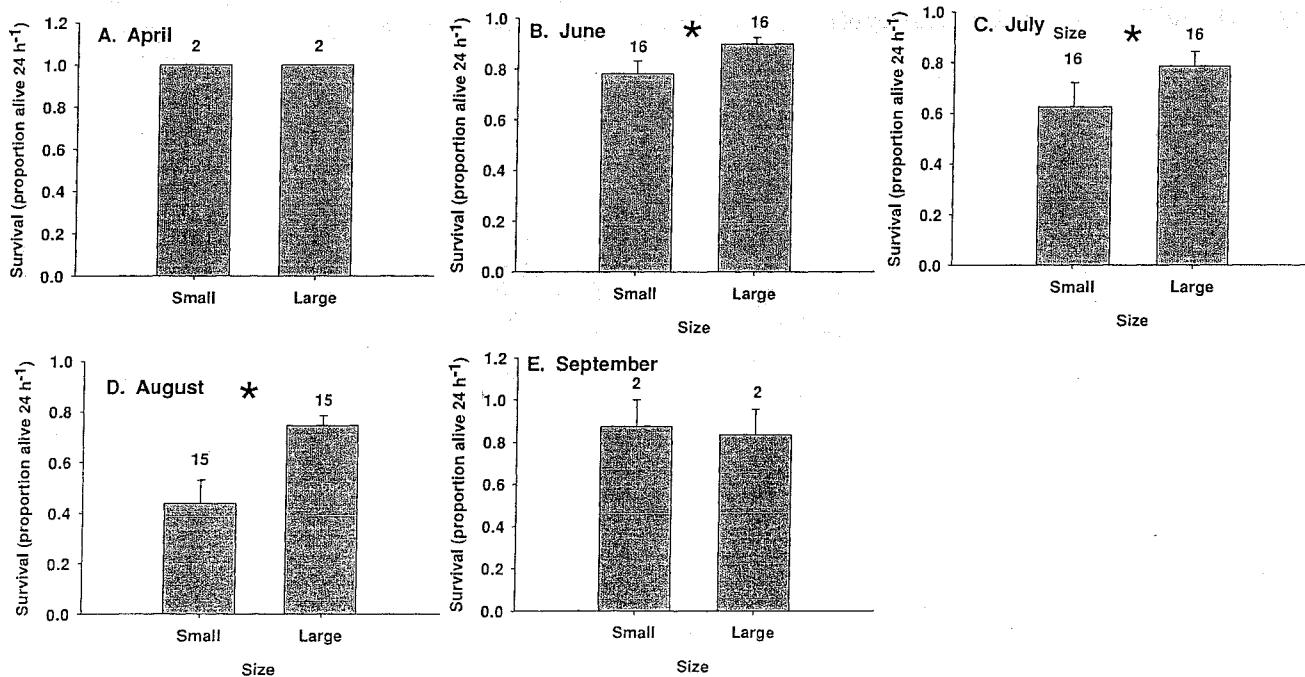 A. April
2 2
1.2
1.0
0.8
0.6
0.4
0.2
0.0
Survival (proportion alive 24 h⁻¹)
Small Large
Size
B. June *
16 16
1.0
0.8
0.6
0.4
0.2
0.0
Survival (proportion alive 24 h⁻¹)
Small Large
Size
C. July Size *
16 16
1.0
0.8
0.6
0.4
0.2
0.0
Survival (proportion alive 24 h⁻¹)
Small Large
Size
D. August *
15 15
1.0
0.8
0.6
0.4
0.2
0.0
Survival (proportion alive 24 h⁻¹)
Small Large
Size
E. September
2 2
1.2
1.0
0.8
0.6
0.4
0.2
0.0
Survival (proportion alive 24 h⁻¹)
Small Large
Size